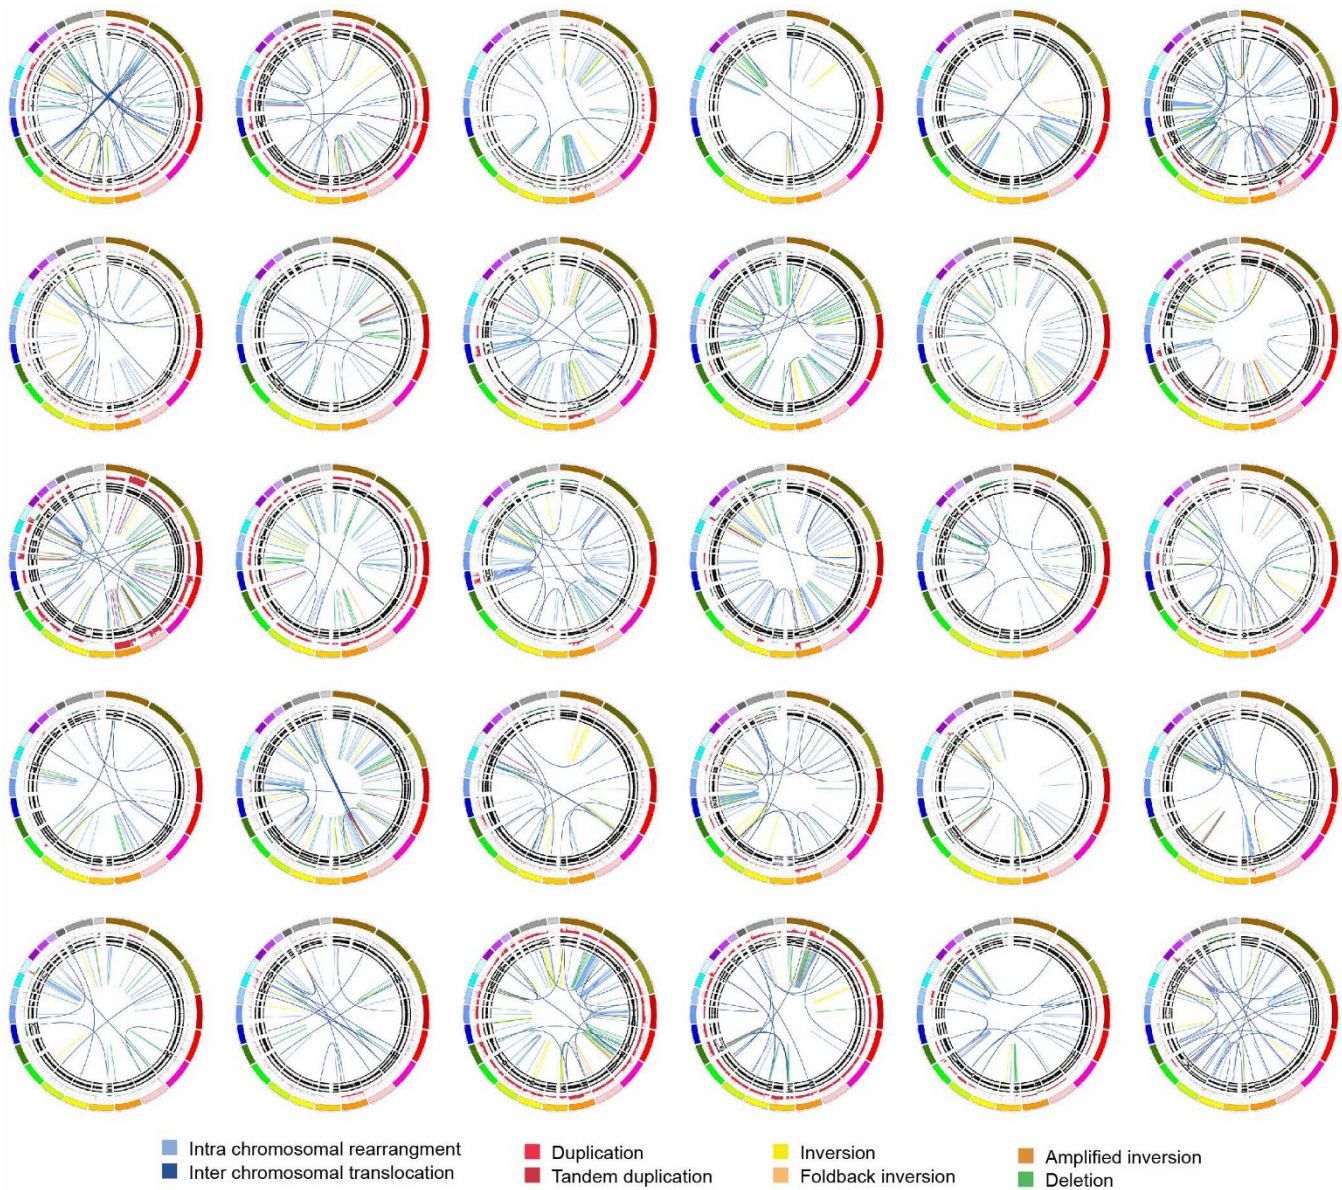 Intra chromosomal rearrangment
Inter chromosomal translocation
Duplication
Tandem duplication
Inversion
Foldback inversion
Amplified inversion
Deletion